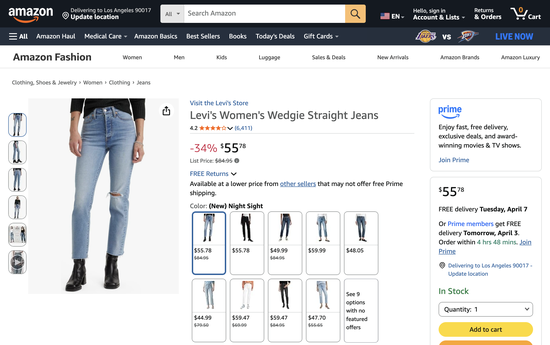 amazon
Delivering to Los Angeles 90017
Update location
All
Search Amazon
EN
Hello, sign in
Account & Lists
Returns
& Orders
0
Cart
All
Amazon Haul
Medical Care
Amazon Basics
Best Sellers
Books
Today's Deals
Gift Cards
VS
LIVE NOW
Amazon Fashion
Women
Men
Kids
Luggage
Sales & Deals
New Arrivals
Amazon Brands
Amazon Luxury
Clothing, Shoes & Jewelry › Women › Clothing › Jeans
Visit the Levi's Store
Levi's Women's Wedgie Straight Jeans
4.2
(6,411)
-34% $55.78
List Price: $84.95
FREE Returns
Available at a lower price from other sellers that may not offer free Prime
shipping.
Color: (New) Night Sight
$55.78
$84.95
$55.78
$49.99
$84.95
$59.99
$48.05
$44.99
$79.50
$59.47
$69.99
$59.47
$84.95
$47.70
See 9
options
with no
featured
offers
prime
Enjoy fast, free delivery,
exclusive deals, and award-
winning movies & TV shows.
Join Prime
$55.78
FREE delivery Tuesday, April 7
Or Prime members get FREE
delivery Tomorrow, April 3.
Order within 4 hrs 48 mins. Join
Prime
Delivering to Los Angeles 90017 -
Update location
In Stock
Quantity: 1
Add to cart